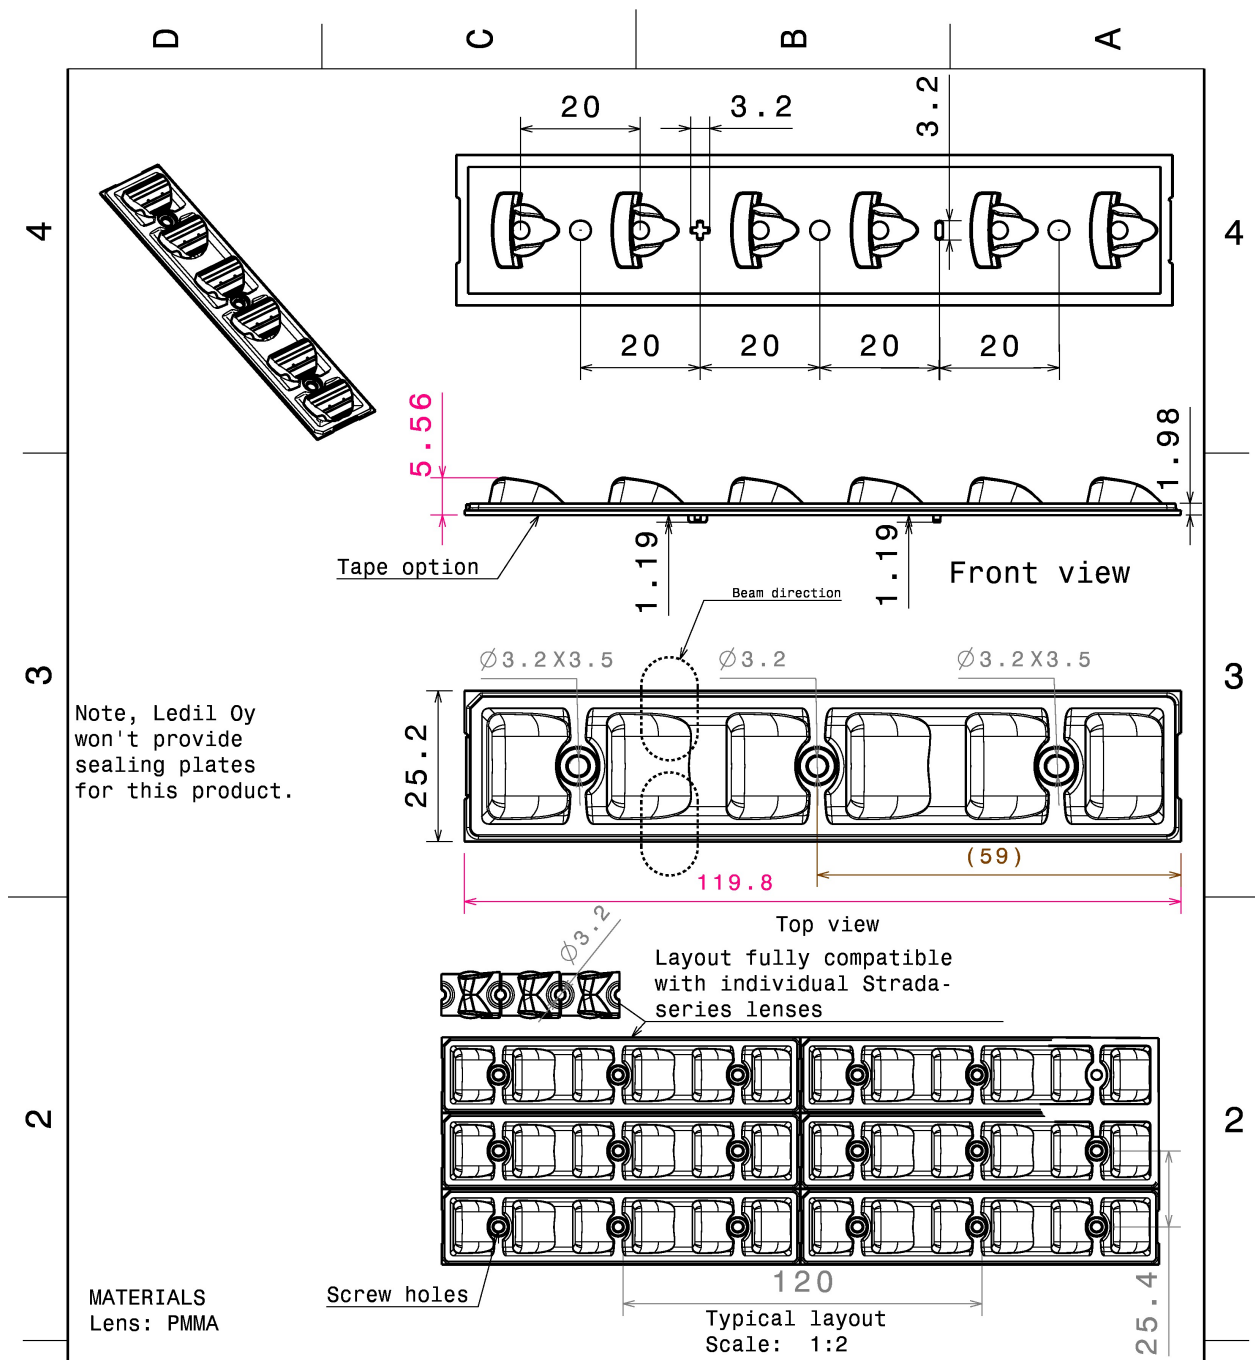 D C B A
4
4
20
3.2
3.2
20
20
20
20
5.56
1.98
1.19
1.19
Tape option
Front view
Beam direction
3
3
Ø3.2X3.5
Ø3.2
Ø3.2X3.5
Note, Ledil Oy
won't provide
sealing plates
for this product.
25.2
(59)
119.8
Top view
Ø3.2
Layout fully compatible
with individual Strada-
series lenses
2
2
120
25.4
Screw holes
MATERIALS
Lens: PMMA
Typical layout
Scale: 1:2